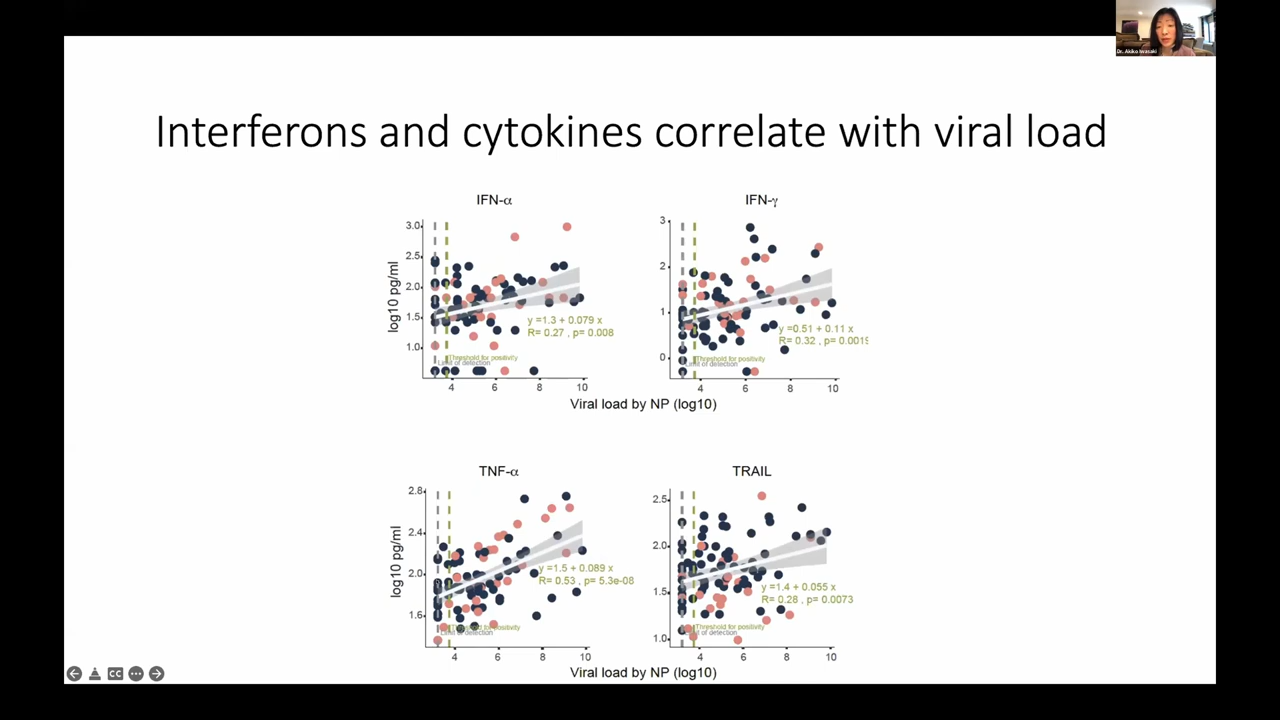 Dr. Akiko Iwasaki
Interferons and cytokines correlate with viral load
IFN-α
log10 pg/ml
3.0
2.5
2.0
1.5
1.0
y =1.3 + 0.079 x
R= 0.27 , p= 0.008
Threshold for positivity
Limit of detection
4 6 8 10
IFN-γ
3
2
1
0
y =0.51 + 0.11 x
R= 0.32 , p= 0.0019
Threshold for positivity
Limit of detection
4 6 8 10
Viral load by NP (log10)
TNF-α
log10 pg/ml
2.8
2.4
2.0
1.6
y =1.5 + 0.089 x
R= 0.53 , p= 5.3e-08
Threshold for positivity
Limit of detection
4 6 8 10
TRAIL
2.5
2.0
1.5
1.0
y =1.4 + 0.055 x
R= 0.28 , p= 0.0073
Threshold for positivity
Limit of detection
4 6 8 10
Viral load by NP (log10)
CC